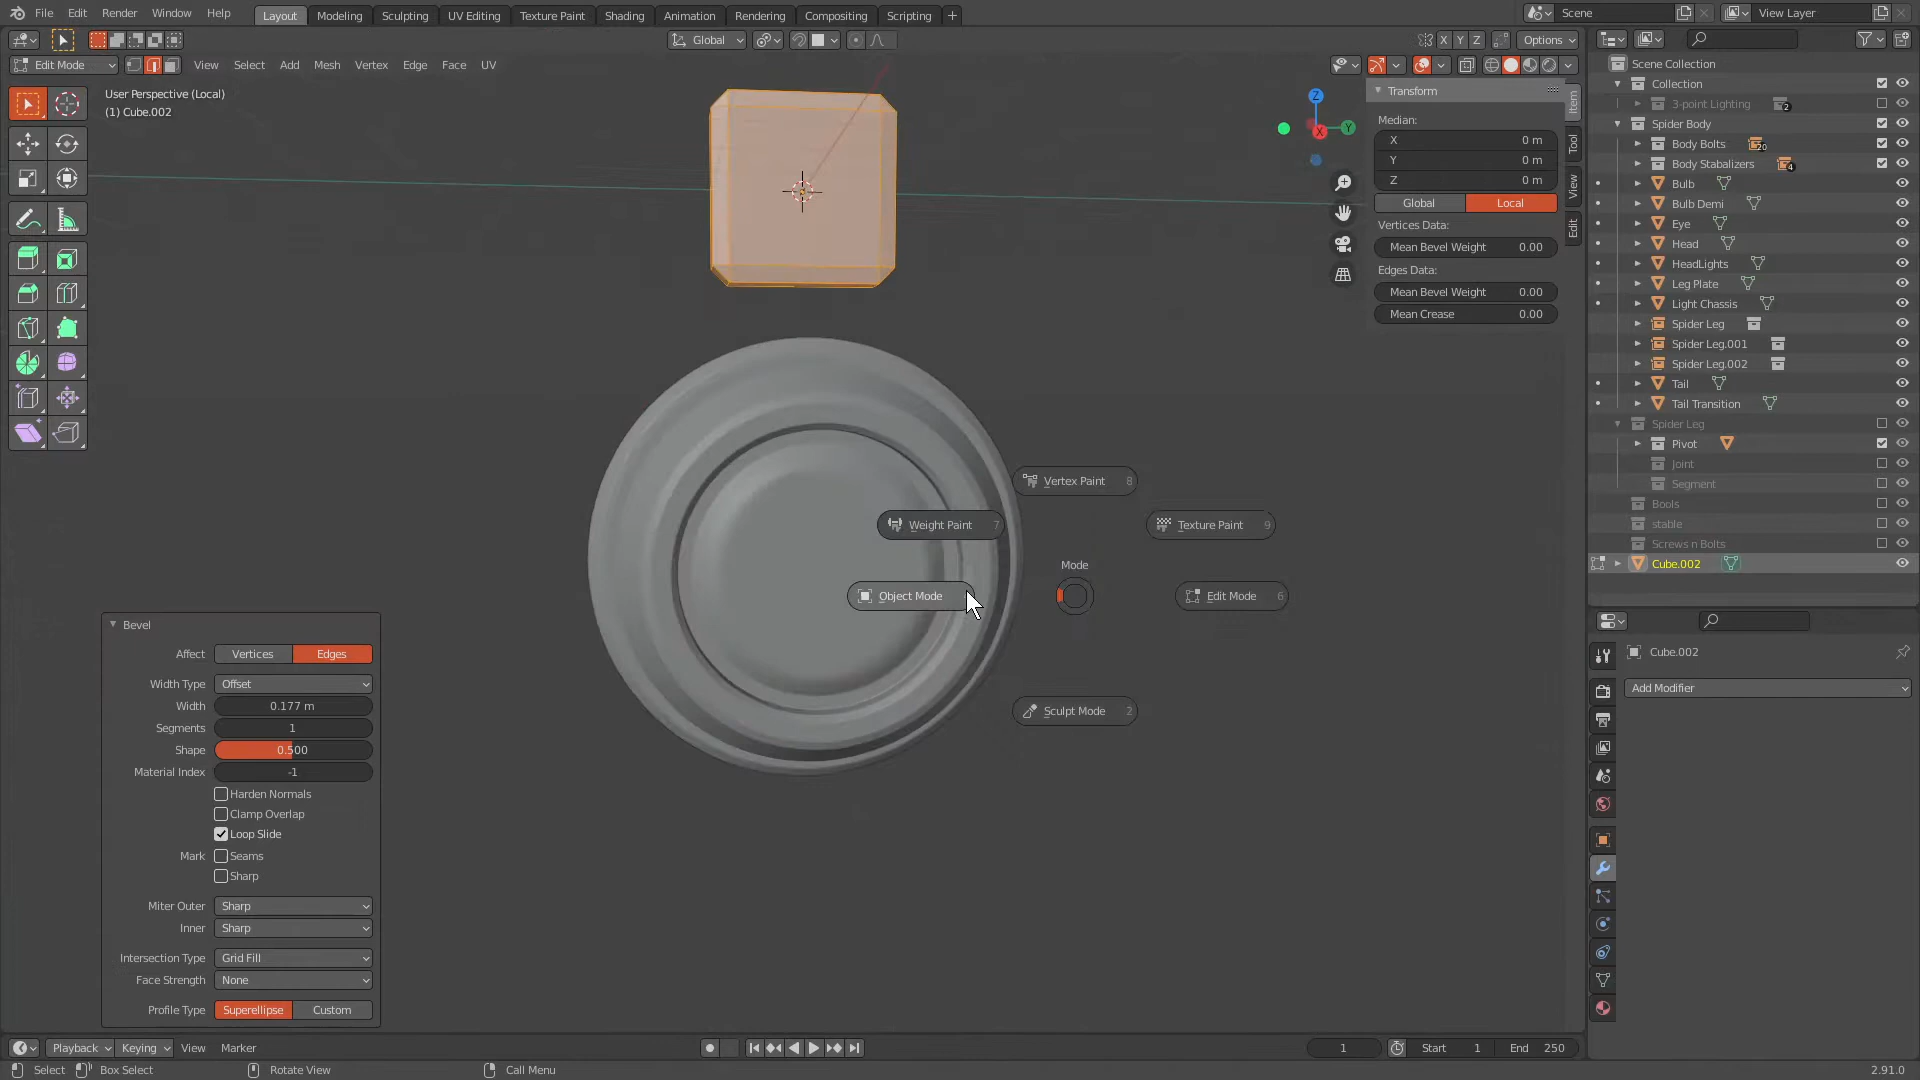 File Edit Render Window Help Layout Modeling Sculpting UV Editing Texture Paint Shading Animation Rendering Compositing Scripting + Scene View Layer
Global X Y Z Options
Edit Mode View Select Add Mesh Vertex Edge Face UV
User Perspective (Local)
(1) Cube.002
Z
Y
X
Transform
Median:
X 0 m
Y 0 m
Z 0 m
Global Local
Vertices Data:
Mean Bevel Weight 0.00
Edges Data:
Mean Bevel Weight 0.00
Mean Crease 0.00
Item
Tool
View
Edit
Scene Collection
Collection
3-point Lighting 2
Spider Body
Body Bolts 20
Body Stabalizers 4
Bulb
Bulb Demi
Eye
Head
HeadLights
Leg Plate
Light Chassis
Spider Leg
Spider Leg.001
Spider Leg.002
Tail
Tail Transition
Spider Leg
Pivot
Joint
Segment
Bools
stable
Screws n Bolts
Cube.002
Cube.002
Add Modifier
Vertex Paint 8
Weight Paint 7
Texture Paint 9
Mode
Object Mode
Edit Mode 6
Sculpt Mode 2
Bevel
Affect Vertices Edges
Width Type Offset
Width 0.177 m
Segments 1
Shape 0.500
Material Index -1
Harden Normals
Clamp Overlap
Loop Slide
Mark Seams
Sharp
Miter Outer Sharp
Inner Sharp
Intersection Type Grid Fill
Face Strength None
Profile Type Superellipse Custom
Playback Keying View Marker 1 Start 1 End 250
Select Box Select Rotate View Call Menu 2.91.0